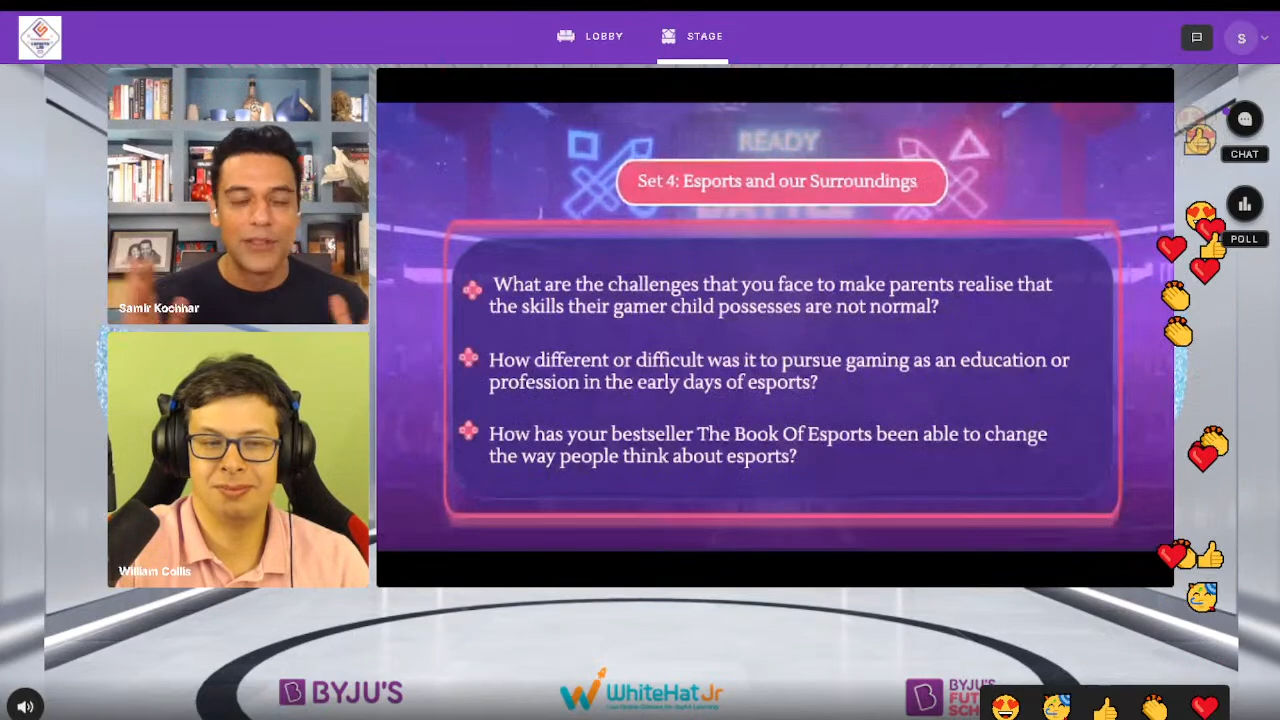 LOBBY
STAGE
S
CHAT
POLL
READY
Set 4: Esports and our Surroundings
BATTLE
What are the challenges that you face to make parents realise that
the skills their gamer child possesses are not normal?
How different or difficult was it to pursue gaming as an education or
profession in the early days of esports?
How has your bestseller The Book Of Esports been able to change
the way people think about esports?
Samir Kochhar
William Collis
BYJU'S
WhiteHat Jr
BYJU'S
FUT
SCH